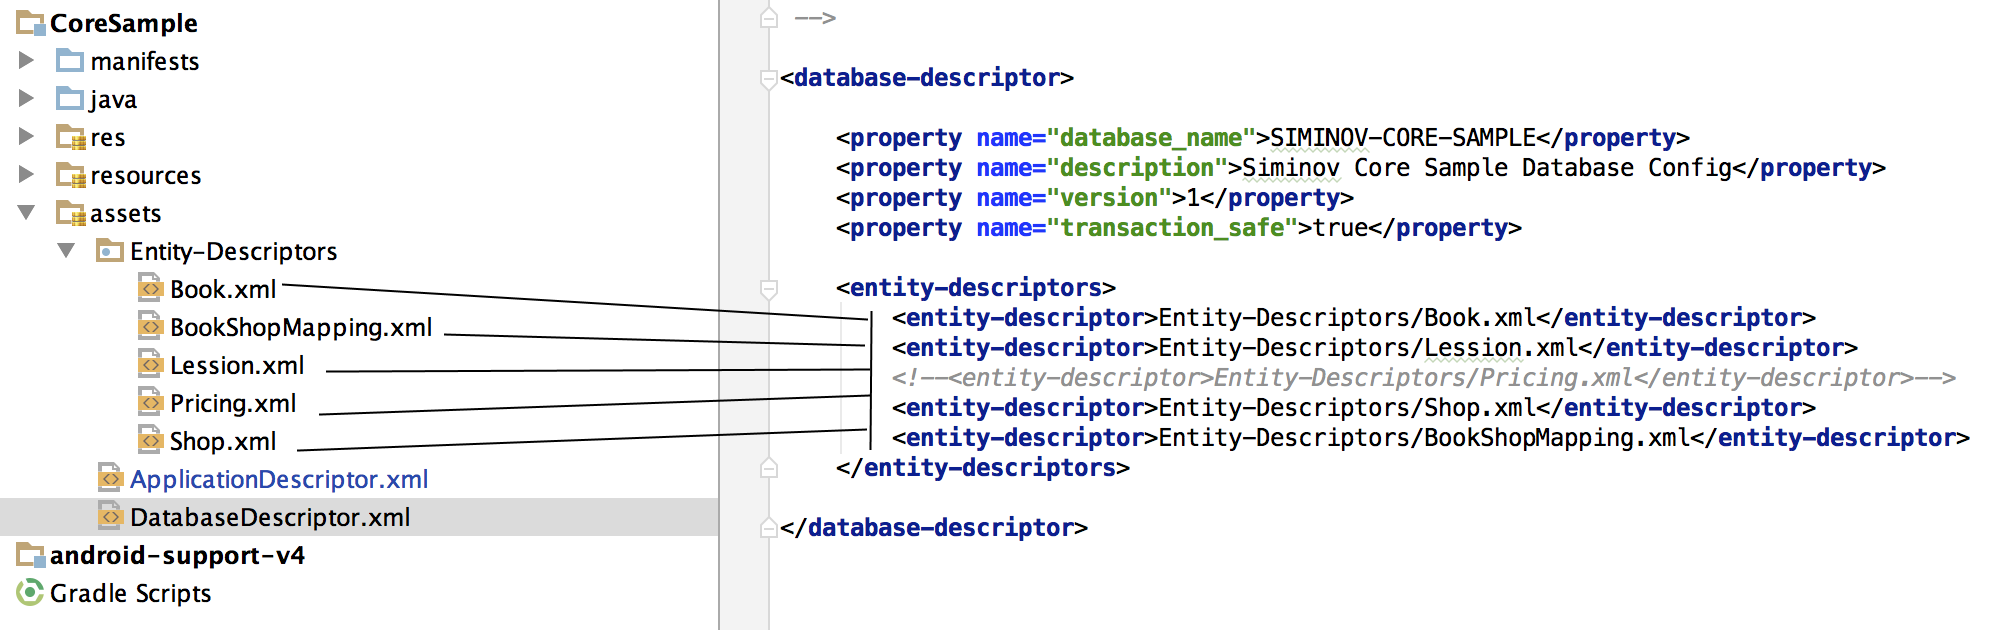 CoreSample
manifests
java
res
resources
assets
Entity-Descriptors
Book.xml
BookShopMapping.xml
Lession.xml
Pricing.xml
Shop.xml
ApplicationDescriptor.xml
DatabaseDescriptor.xml
android-support-v4
Gradle Scripts
-->
<database-descriptor>
<property name="database_name">SIMINOV-CORE-SAMPLE</property>
<property name="description">Siminov Core Sample Database Config</property>
<property name="version">1</property>
<property name="transaction_safe">true</property>
<entity-descriptors>
<entity-descriptor>Entity-Descriptors/Book.xml</entity-descriptor>
<entity-descriptor>Entity-Descriptors/Lession.xml</entity-descriptor>
<!--<entity-descriptor>Entity-Descriptors/Pricing.xml</entity-descriptor>-->
<entity-descriptor>Entity-Descriptors/Shop.xml</entity-descriptor>
<entity-descriptor>Entity-Descriptors/BookShopMapping.xml</entity-descriptor>
</entity-descriptors>
</database-descriptor>